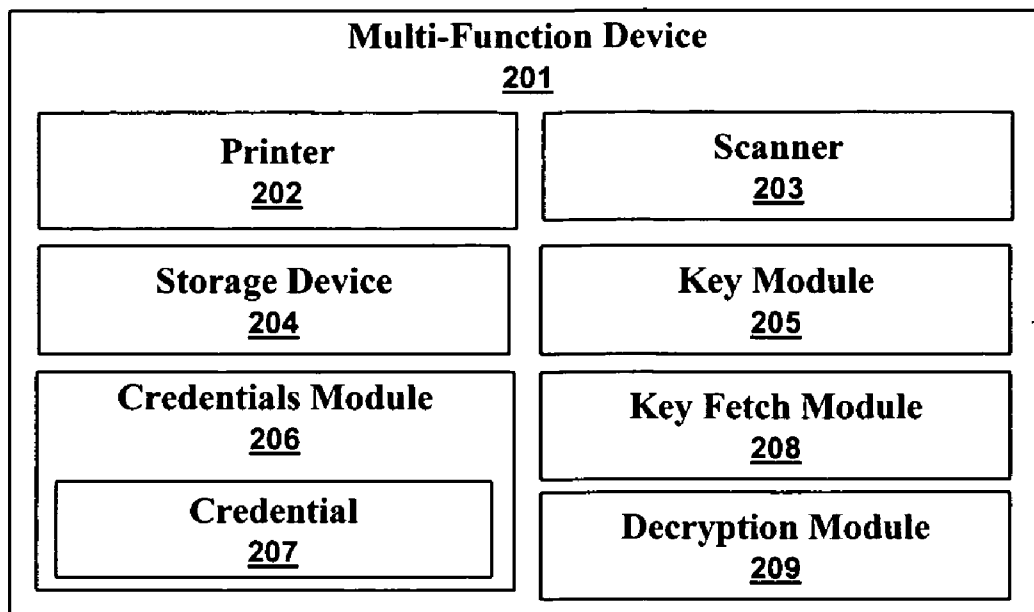 Multi-Function Device
201
Printer
202
Scanner
203
Storage Device
204
Key Module
205
Credentials Module
206
Credential
207
Key Fetch Module
208
Decryption Module
209